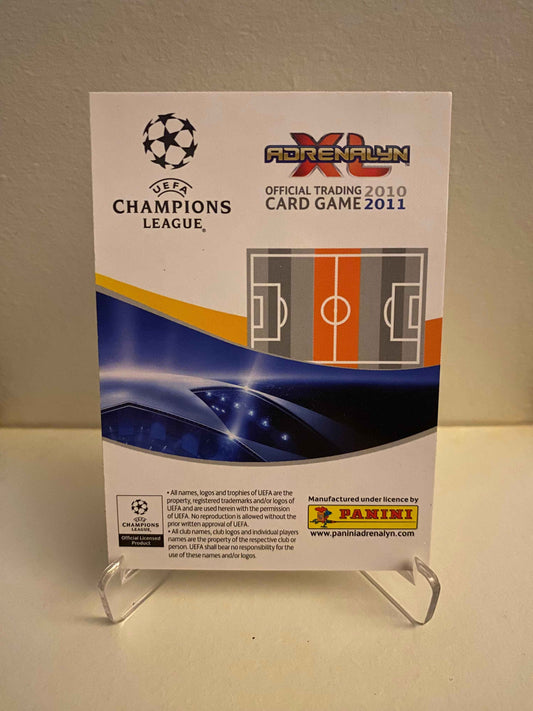 UEFA
CHAMPIONS
LEAGUE®
ADRENALYN XL
OFFICIAL TRADING 2010
CARD GAME 2011
UEFA
CHAMPIONS
LEAGUE
Official Licensed
Product
• All names, logos and trophies of UEFA are the
property, registered trademarks and/or logos of
UEFA and are used herein with the permission
of UEFA. No reproduction is allowed without the
prior written approval of UEFA.
• All club names, club logos and individual players
names are the property of the respective club or
person. UEFA shall bear no responsibility for the
use of these names and/or logos.
Manufactured under licence by
PANINI
www.paniniadrenalyn.com